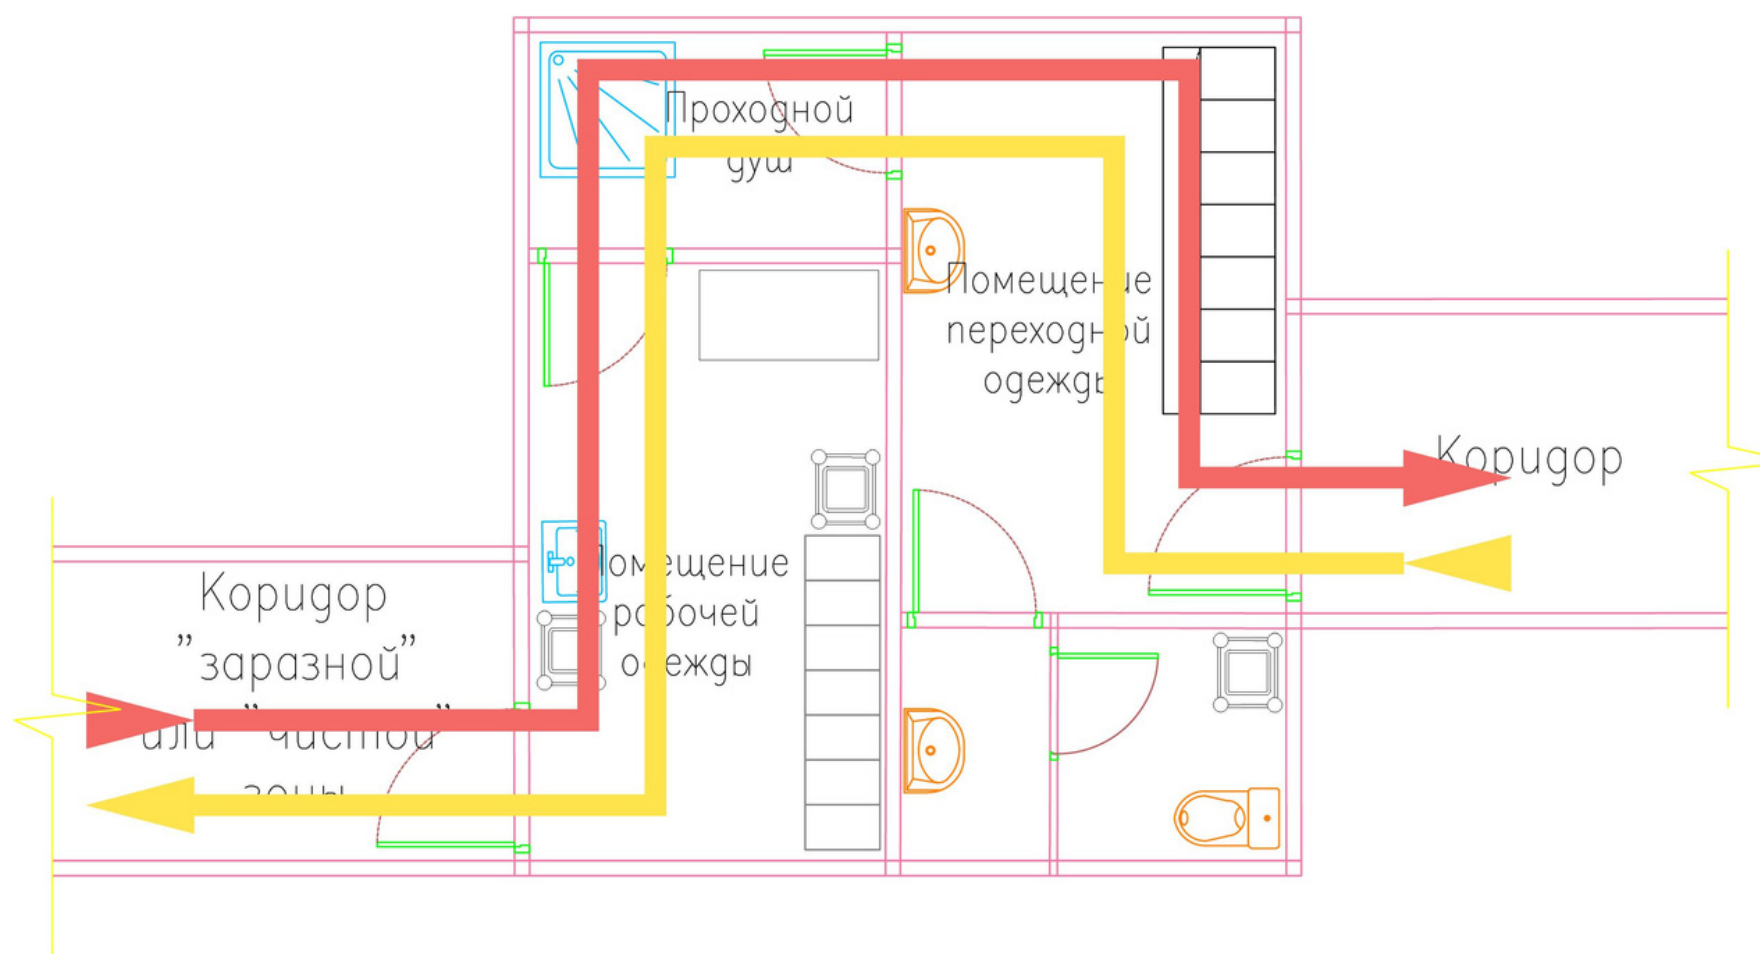 Проходной
душ
Помещение
переходной
одежды
Коридор
Помещение
рабочей
одежды
Коридор
"заразной"
или "чистой"
зоны